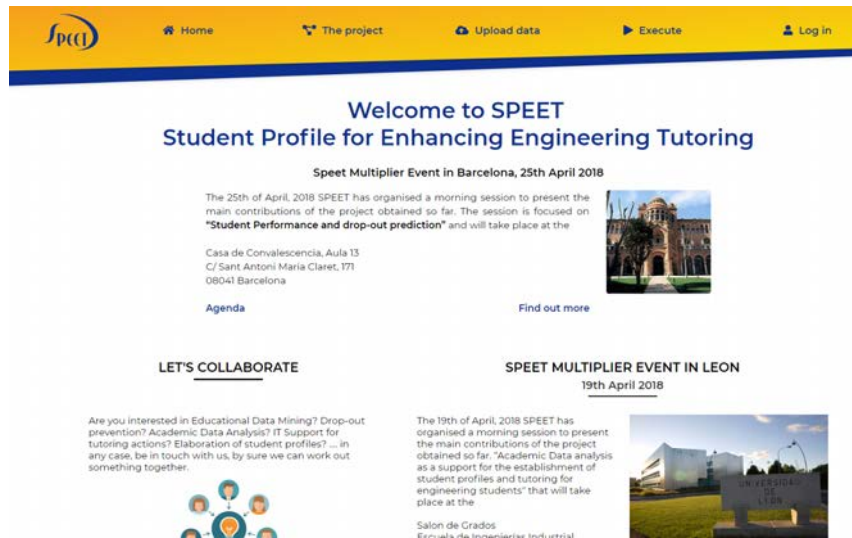 SPEET
Home
The project
Upload data
Execute
Log in
Welcome to SPEET
Student Profile for Enhancing Engineering Tutoring
Speet Multiplier Event in Barcelona, 25th April 2018
The 25th of April, 2018 SPEET has organised a morning session to present the
main contributions of the project obtained so far. The session is focused on
"Student Performance and drop-out prediction" and will take place at the
Casa de Convalescencia, Aula 13
C/ Sant Antoni Maria Claret, 171
08041 Barcelona
Agenda
Find out more
LET'S COLLABORATE
Are you interested in Educational Data Mining? Drop-out
prevention? Academic Data Analysis? IT Support for
tutoring actions? Elaboration of student profiles? ... in
any case, be in touch with us, by sure we can work out
something together.
SPEET MULTIPLIER EVENT IN LEON
19th April 2018
The 19th of April, 2018 SPEET has
organised a morning session to present
the main contributions of the project
obtained so far. "Academic Data analysis
as a support for the establishment of
student profiles and tutoring for
engineering students" that will take
place at the
Salon de Grados
Escuela de Ingenierias Industrial
UNIVERSIDAD
DE
LEON